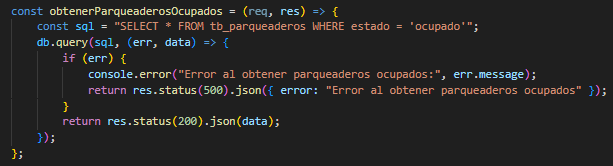 const obtenerParqueaderosOcupados = (req, res) => {
    const sql = "SELECT * FROM tb_parqueaderos WHERE estado = 'ocupado'";
    db.query(sql, (err, data) => {
        if (err) {
            console.error("Error al obtener parqueaderos ocupados:", err.message);
            return res.status(500).json({ error: "Error al obtener parqueaderos ocupados" });
        }
        return res.status(200).json(data);
    });
};